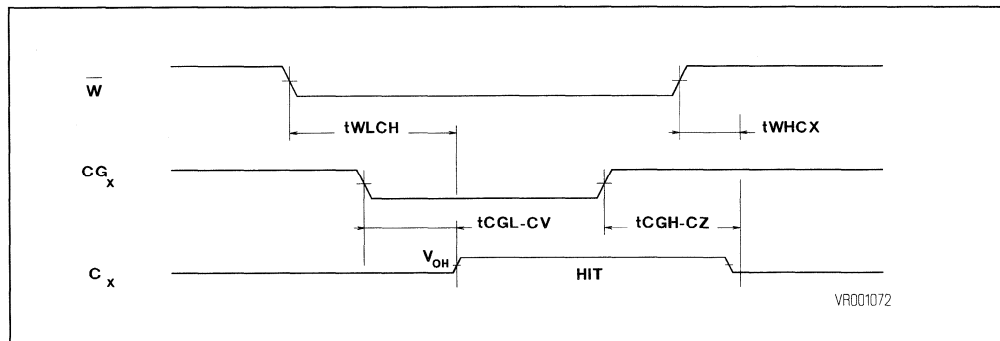 W
tWLCH
tWHCX
CGx
tCGL-CV
tCGH-CZ
VOH
Cx
HIT
VR001072